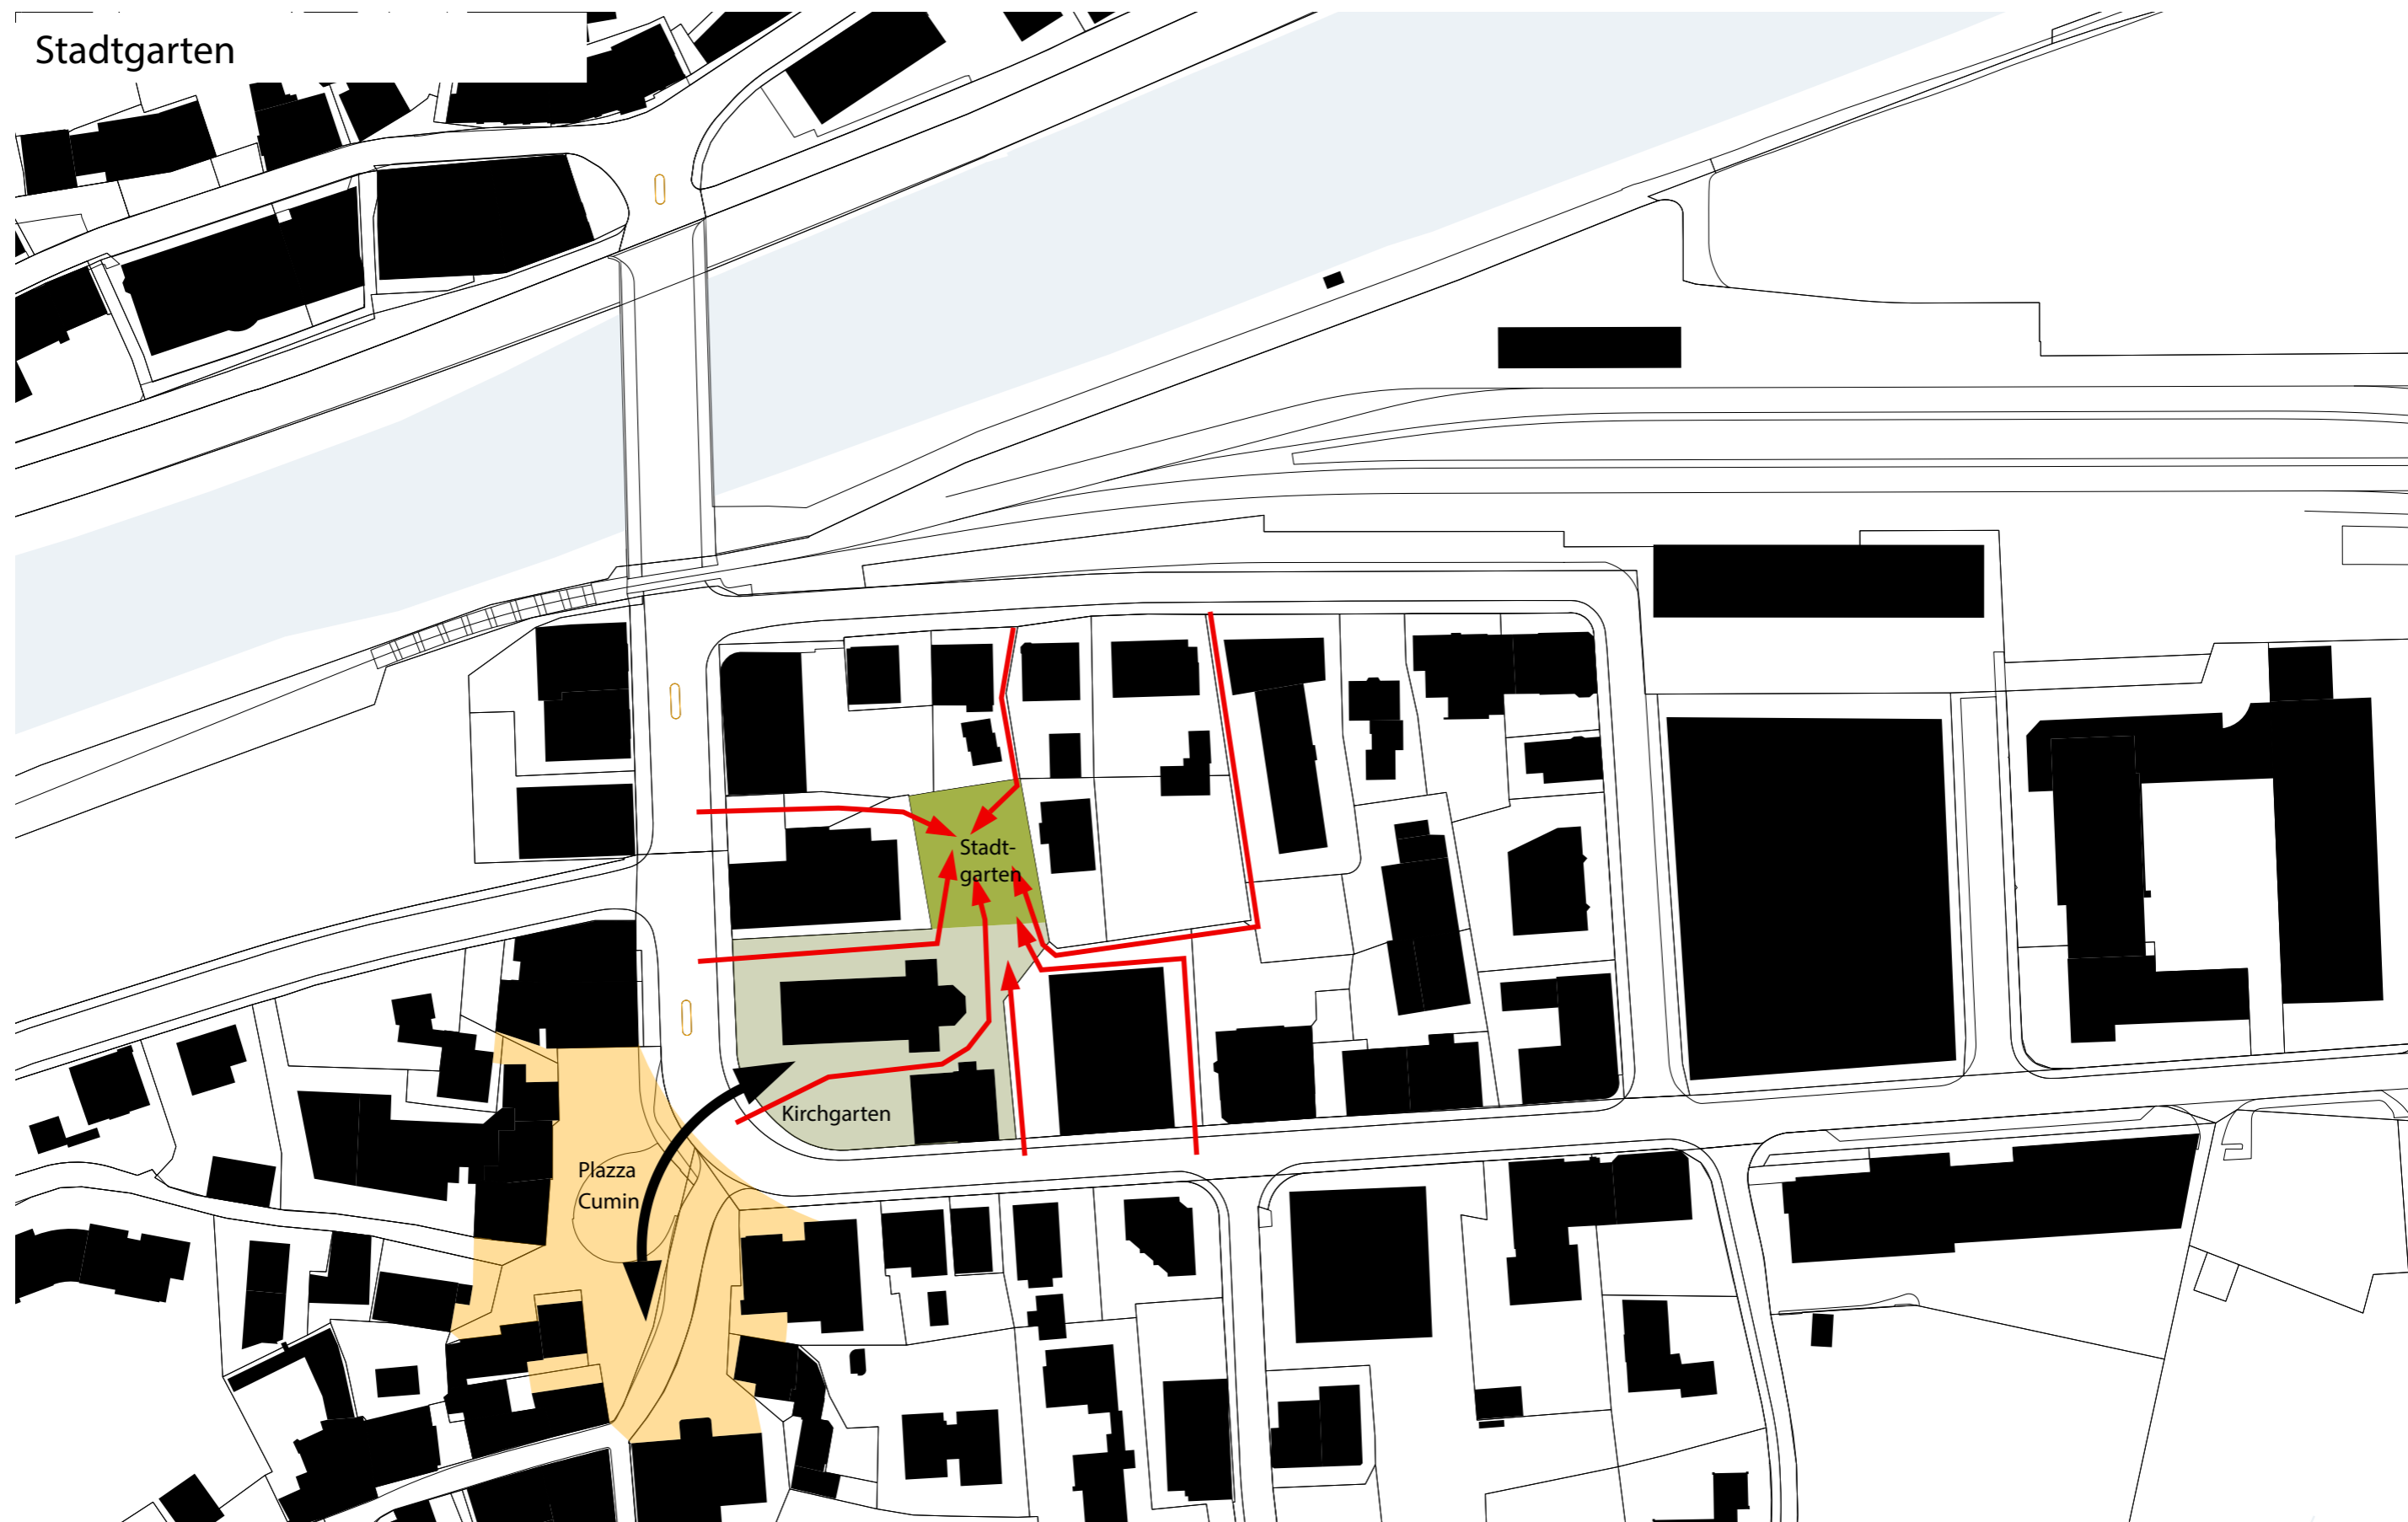 Stadtgarten
Stadt-
garten
Kirchgarten
Plazza
Cumin